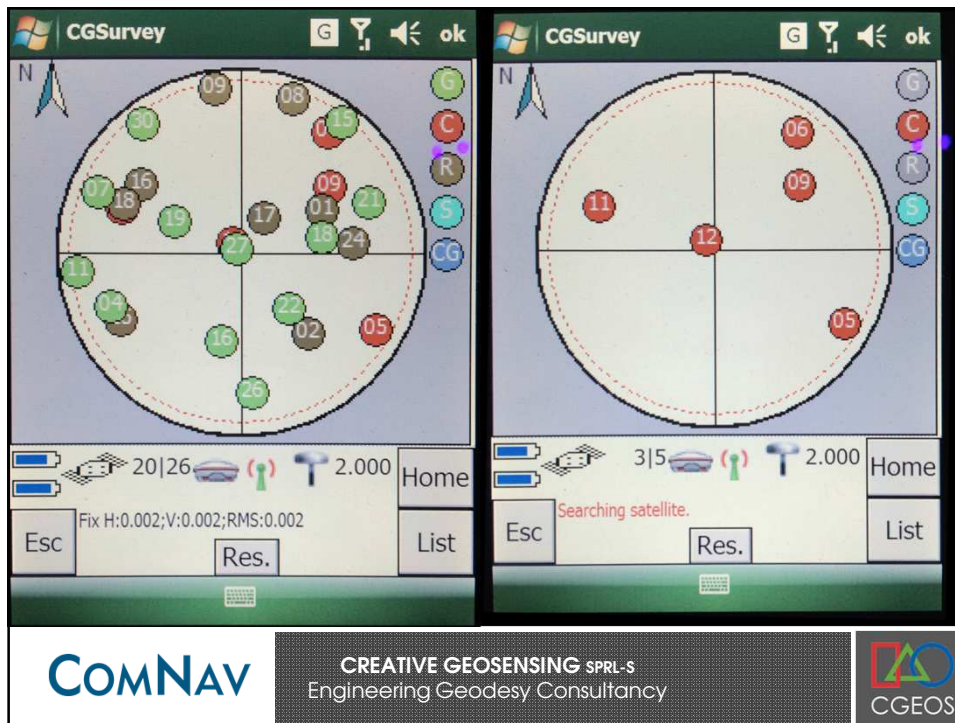 CGSurvey G ok
N
09 08 G
30 15 C
07 16 09 R
18 19 17 01 21 S
27 18 24 CG
11
04 22
16 02 05
26
20|26 2.000 Home
Fix H:0.002;V:0.002;RMS:0.002
Esc Res. List
CGSurvey G ok
N G
06 C
09 R
11 S
12 CG
05
3|5 2.000 Home
Searching satellite.
Esc Res. List
COMNAV
CREATIVE GEOSENSING SPRL-S
Engineering Geodesy Consultancy
CGEOS